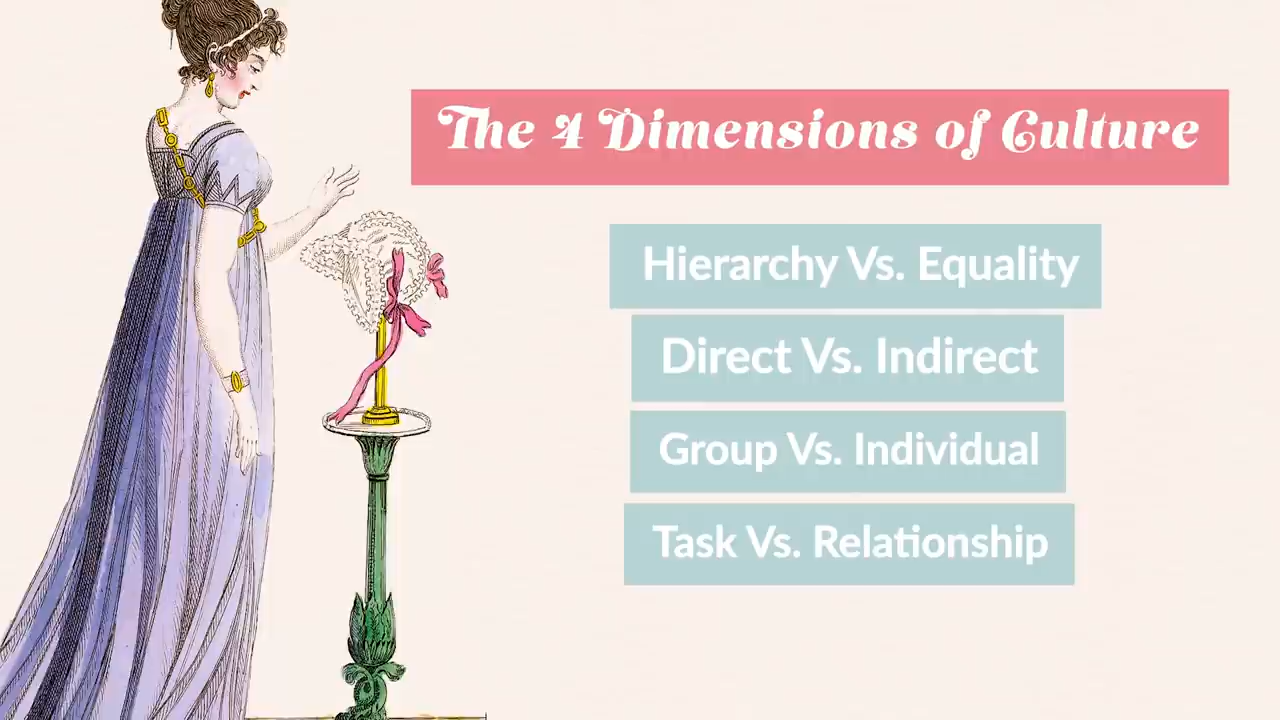 The 4 Dimensions of Culture
Hierarchy Vs. Equality
Direct Vs. Indirect
Group Vs. Individual
Task Vs. Relationship